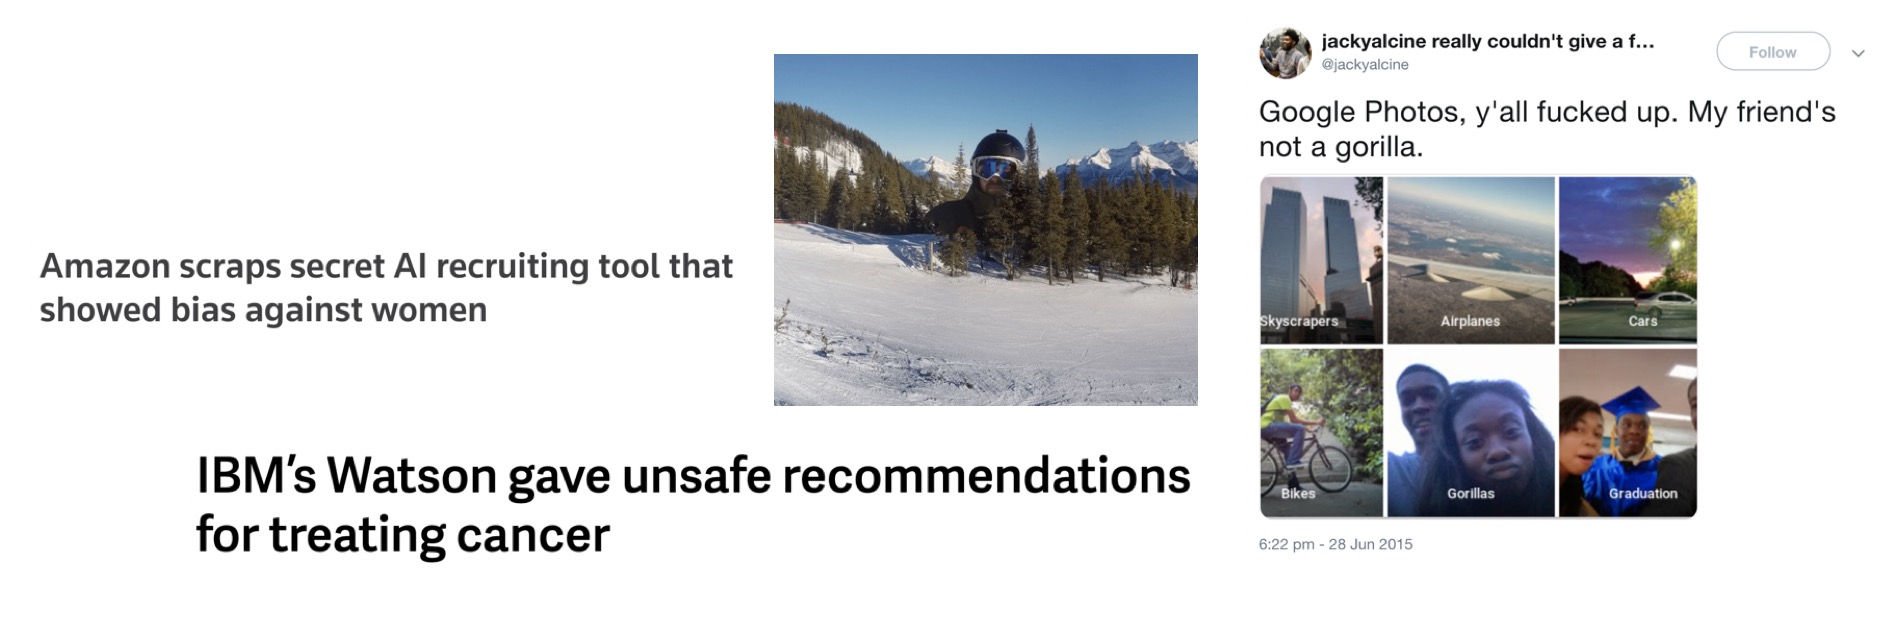 Amazon scraps secret AI recruiting tool that
showed bias against women
IBM’s Watson gave unsafe recommendations
for treating cancer
jackyalcine really couldn't give a f...
@jackyalcine
Follow
Google Photos, y'all fucked up. My friend's
not a gorilla.
Skyscrapers
Airplanes
Cars
Bikes
Gorillas
Graduation
6:22 pm - 28 Jun 2015